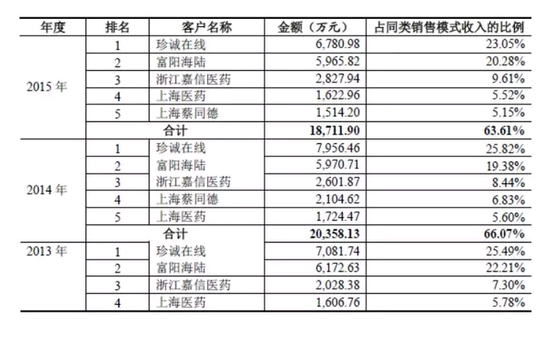 年度 排名 客户名称 金额（万元） 占同类销售模式收入的比例
2015 年 1 珍诚在线 6,780.98 23.05%
2 富阳海陆 5,965.82 20.28%
3 浙江嘉信医药 2,827.94 9.61%
4 上海医药 1,622.96 5.52%
5 上海蔡同德 1,514.20 5.15%
合计 18,711.90 63.61%
2014 年 1 珍诚在线 7,956.46 25.82%
2 富阳海陆 5,970.71 19.38%
3 浙江嘉信医药 2,601.87 8.44%
4 上海蔡同德 2,104.62 6.83%
5 上海医药 1,724.47 5.60%
合计 20,358.13 66.07%
2013 年 1 珍诚在线 7,081.74 25.49%
2 富阳海陆 6,172.63 22.21%
3 浙江嘉信医药 2,028.38 7.30%
4 上海医药 1,606.76 5.78%